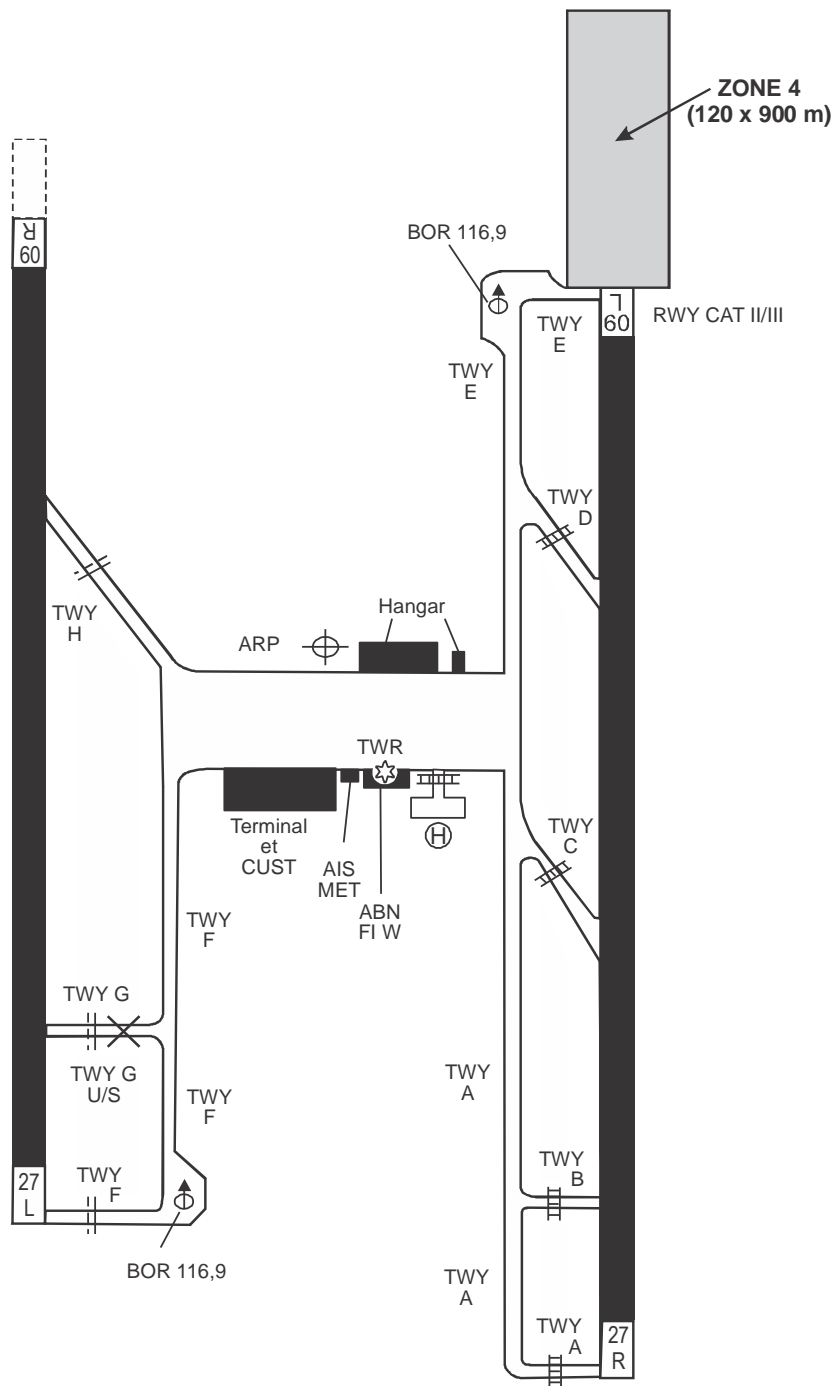 ZONE 4
(120 x 900 m)
BOR 116,9
09
R
09
L
RWY CAT II/III
TWY
E
TWY
E
TWY
D
Hangar
ARP
TWY
H
TWR
H
Terminal
et
CUST
AIS
MET
ABN
FI W
TWY
C
TWY
F
TWY G
TWY G
U/S
TWY
F
TWY
A
TWY
B
TWY
F
27
L
BOR 116,9
TWY
A
TWY
A
27
R